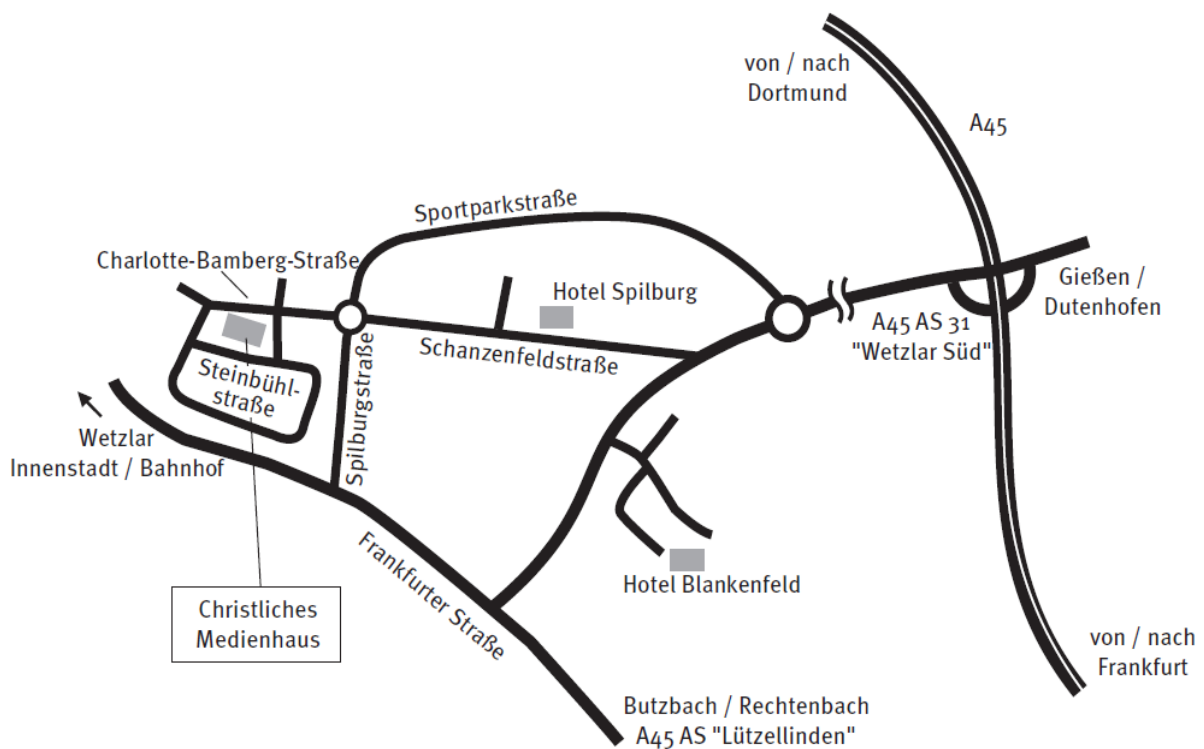 von / nach
Dortmund
A45
Sportparkstraße
Charlotte-Bamberg-Straße
Hotel Spilburg
Gießen /
Dutenhofen
A45 AS 31
"Wetzlar Süd"
Schanzenfeldstraße
Steinbühl-
straße
Spilburgstraße
Wetzlar
Innenstadt / Bahnhof
Frankfurter Straße
Hotel Blankenfeld
Christliches
Medienhaus
von / nach
Frankfurt
Butzbach / Rechtenbach
A45 AS "Lützellinden"